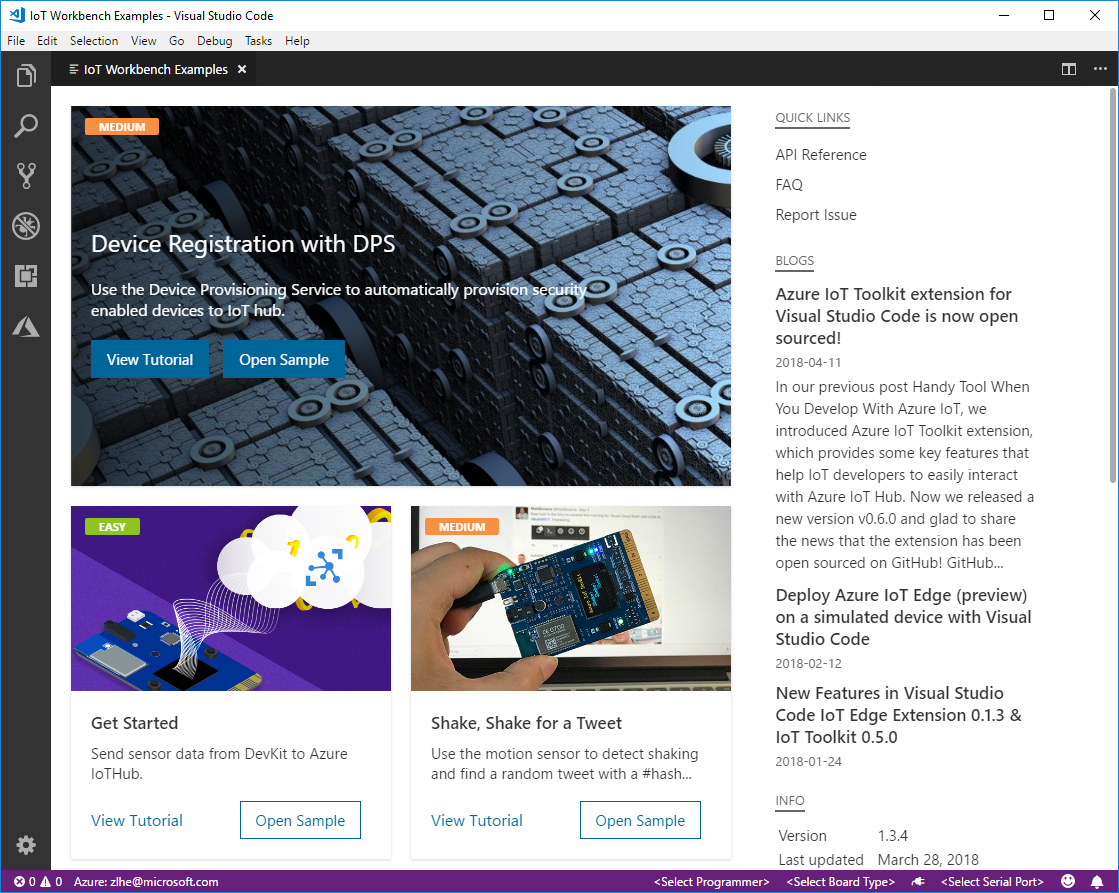 IoT Workbench Examples - Visual Studio Code
File Edit Selection View Go Debug Tasks Help
IoT Workbench Examples
MEDIUM
Device Registration with DPS
Use the Device Provisioning Service to automatically provision security
enabled devices to IoT hub.
View Tutorial Open Sample
EASY
Get Started
Send sensor data from DevKit to Azure
IoTHub.
View Tutorial Open Sample
MEDIUM
Shake, Shake for a Tweet
Use the motion sensor to detect shaking
and find a random tweet with a #hash...
View Tutorial Open Sample
QUICK LINKS
API Reference
FAQ
Report Issue
BLOGS
Azure IoT Toolkit extension for
Visual Studio Code is now open
sourced!
2018-04-11
In our previous post Handy Tool When
You Develop With Azure IoT, we
introduced Azure IoT Toolkit extension,
which provides some key features that
help IoT developers to easily interact
with Azure IoT Hub. Now we released a
new version v0.6.0 and glad to share
the news that the extension has been
open sourced on GitHub! GitHub...
Deploy Azure IoT Edge (preview)
on a simulated device with Visual
Studio Code
2018-02-12
New Features in Visual Studio
Code IoT Edge Extension 0.1.3 &
IoT Toolkit 0.5.0
2018-01-24
INFO
Version 1.3.4
Last updated March 28, 2018
0 0 Azure: zlhe@microsoft.com <Select Programmer> <Select Board Type> <Select Serial Port>